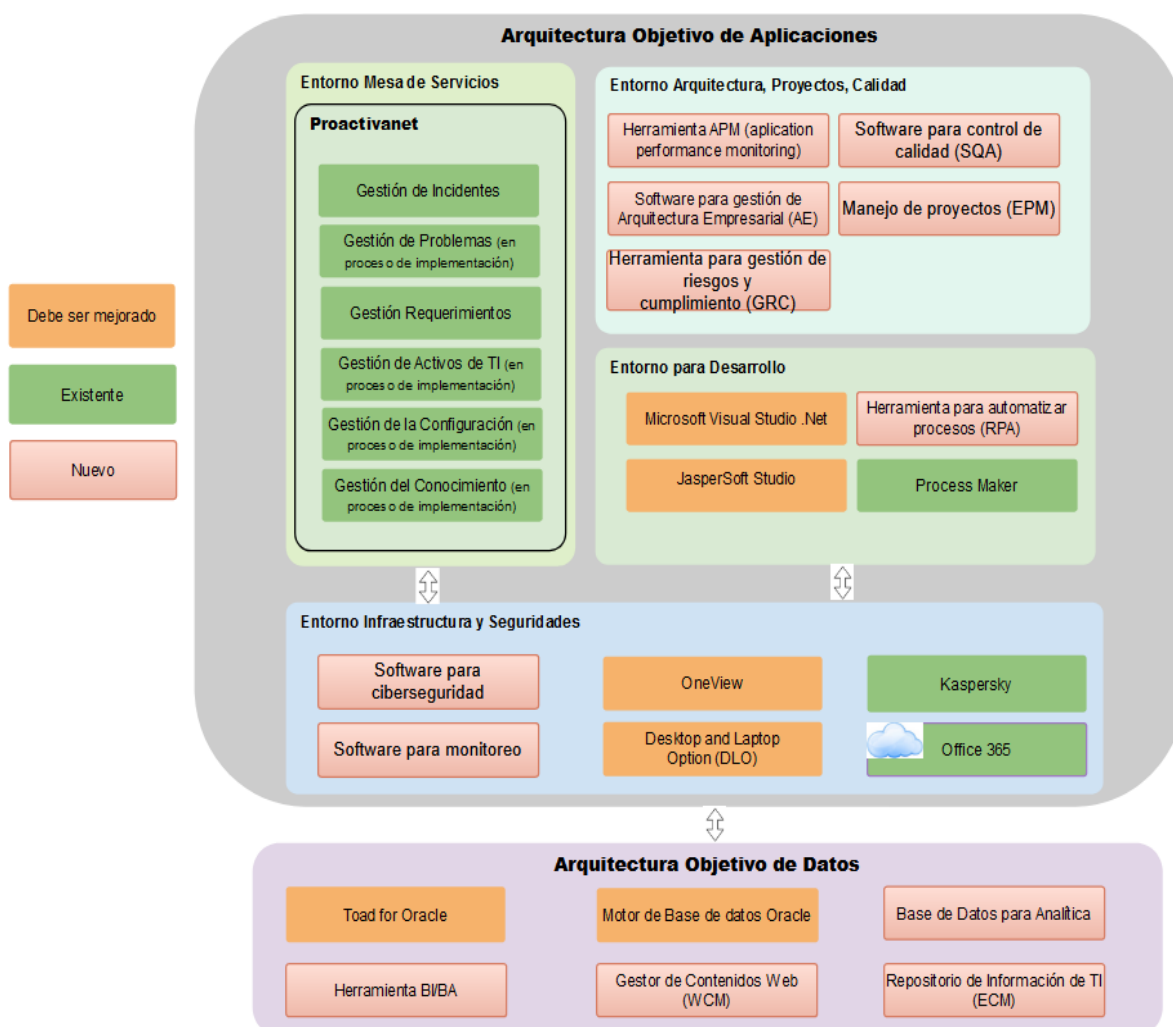 Arquitectura Objetivo de Aplicaciones
Entorno Mesa de Servicios
Proactivanet
Gestión de Incidentes
Gestión de Problemas (en
proceso de implementación)
Gestión Requerimientos
Gestión de Activos de TI (en
proceso de implementación)
Gestión de la Configuración (en
proceso de implementación)
Gestión del Conocimiento (en
proceso de implementación)
Entorno Arquitectura, Proyectos, Calidad
Herramienta APM (aplication
performance monitoring)
Software para control de
calidad (SQA)
Software para gestión de
Arquitectura Empresarial (AE)
Manejo de proyectos (EPM)
Herramienta para gestión de
riesgos y
cumplimiento (GRC)
Debe ser mejorado
Existente
Nuevo
Entorno para Desarrollo
Microsoft Visual Studio .Net
Herramienta para automatizar
procesos (RPA)
JasperSoft Studio
Process Maker
Entorno Infraestructura y Seguridades
Software para
ciberseguridad
OneView
Kaspersky
Software para monitoreo
Desktop and Laptop
Option (DLO)
Office 365
Arquitectura Objetivo de Datos
Toad for Oracle
Motor de Base de datos Oracle
Base de Datos para Analítica
Herramienta BI/BA
Gestor de Contenidos Web
(WCM)
Repositorio de Información de TI
(ECM)